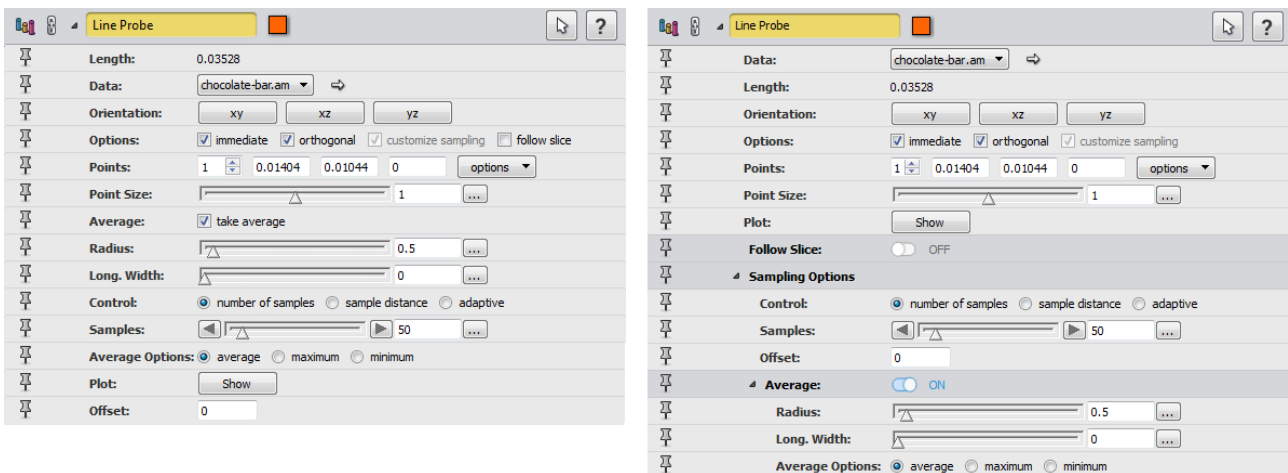 Line Probe ?
Length: 0.03528
Data: chocolate-bar.am
Orientation: xy xz yz
Options: immediate orthogonal customize sampling follow slice
Points: 1 0.01404 0.01044 0 options
Point Size: 1 ...
Average: take average
Radius: 0.5 ...
Long. Width: 0 ...
Control: number of samples sample distance adaptive
Samples: 50 ...
Average Options: average maximum minimum
Plot: Show
Offset: 0
Line Probe ?
Data: chocolate-bar.am
Length: 0.03528
Orientation: xy xz yz
Options: immediate orthogonal customize sampling
Points: 1 0.01404 0.01044 0 options
Point Size: 1 ...
Plot: Show
Follow Slice: OFF
Sampling Options
Control: number of samples sample distance adaptive
Samples: 50 ...
Offset: 0
Average: ON
Radius: 0.5 ...
Long. Width: 0 ...
Average Options: average maximum minimum